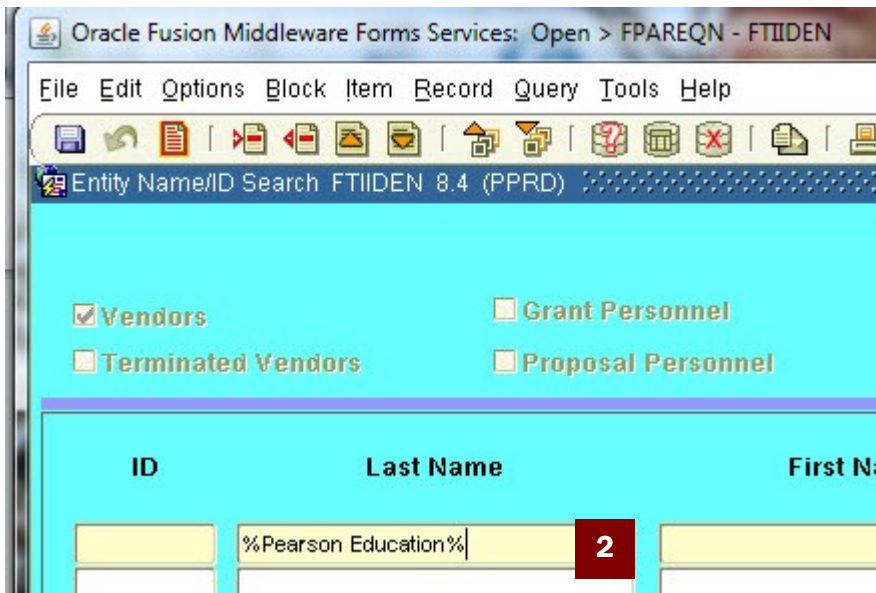 Oracle Fusion Middleware Forms Services: Open > FPAREQN - FTIIDEN
File Edit Options Block Item Record Query Tools Help
Entity Name/ID Search FTIIDEN 8.4 (PPRD)
Vendors Grant Personnel
Terminated Vendors Proposal Personnel
ID Last Name First Na
%Pearson Education% 2